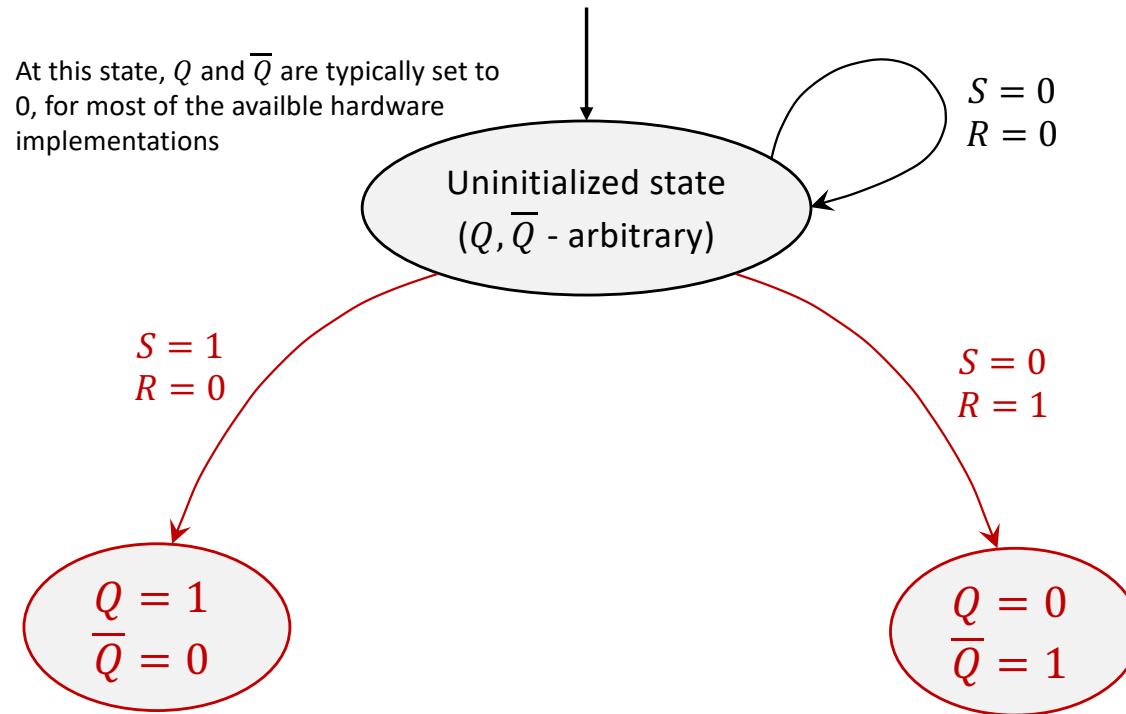 At this state, Q and Q̅ are typically set to
0, for most of the availble hardware
implementations
S = 0
R = 0
Uninitialized state
(Q, Q̅ - arbitrary)
S = 1
R = 0
S = 0
R = 1
Q = 1
Q̅ = 0
Q = 0
Q̅ = 1